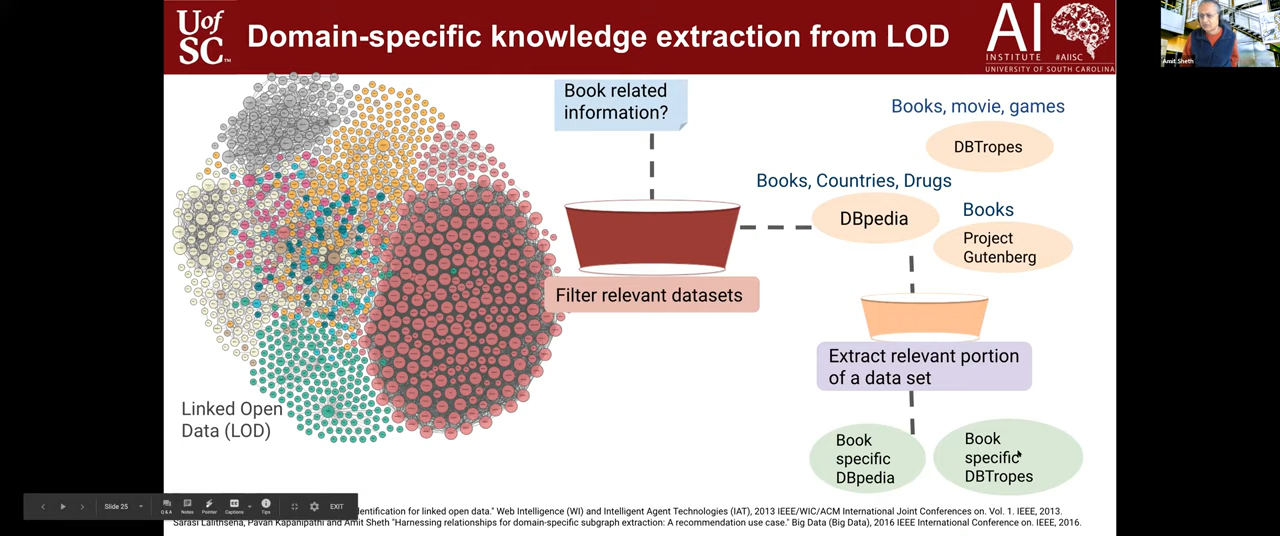 UofSC™
Domain-specific knowledge extraction from LOD
AI
INSTITUTE #AIISC
UNIVERSITY OF SOUTH CAROLINA
Amit Sheth
Book related
information?
Books, movie, games
DBTropes
Books, Countries, Drugs
DBpedia
Books
Project
Gutenberg
Filter relevant datasets
Extract relevant portion
of a data set
Linked Open
Data (LOD)
Book
specific
DBpedia
Book
specific
DBTropes
Slide 25
Q & A
Notes
Pointer
Captions
Tips
EXIT
dentification for linked open data." Web Intelligence (WI) and Intelligent Agent Technologies (IAT), 2013 IEEE/WIC/ACM International Joint Conferences on. Vol. 1. IEEE, 2013.
Sarasi Lalithsena, Pavan Kapanipathi and Amit Sheth "Harnessing relationships for domain-specific subgraph extraction: A recommendation use case." Big Data (Big Data), 2016 IEEE International Conference on. IEEE, 2016.